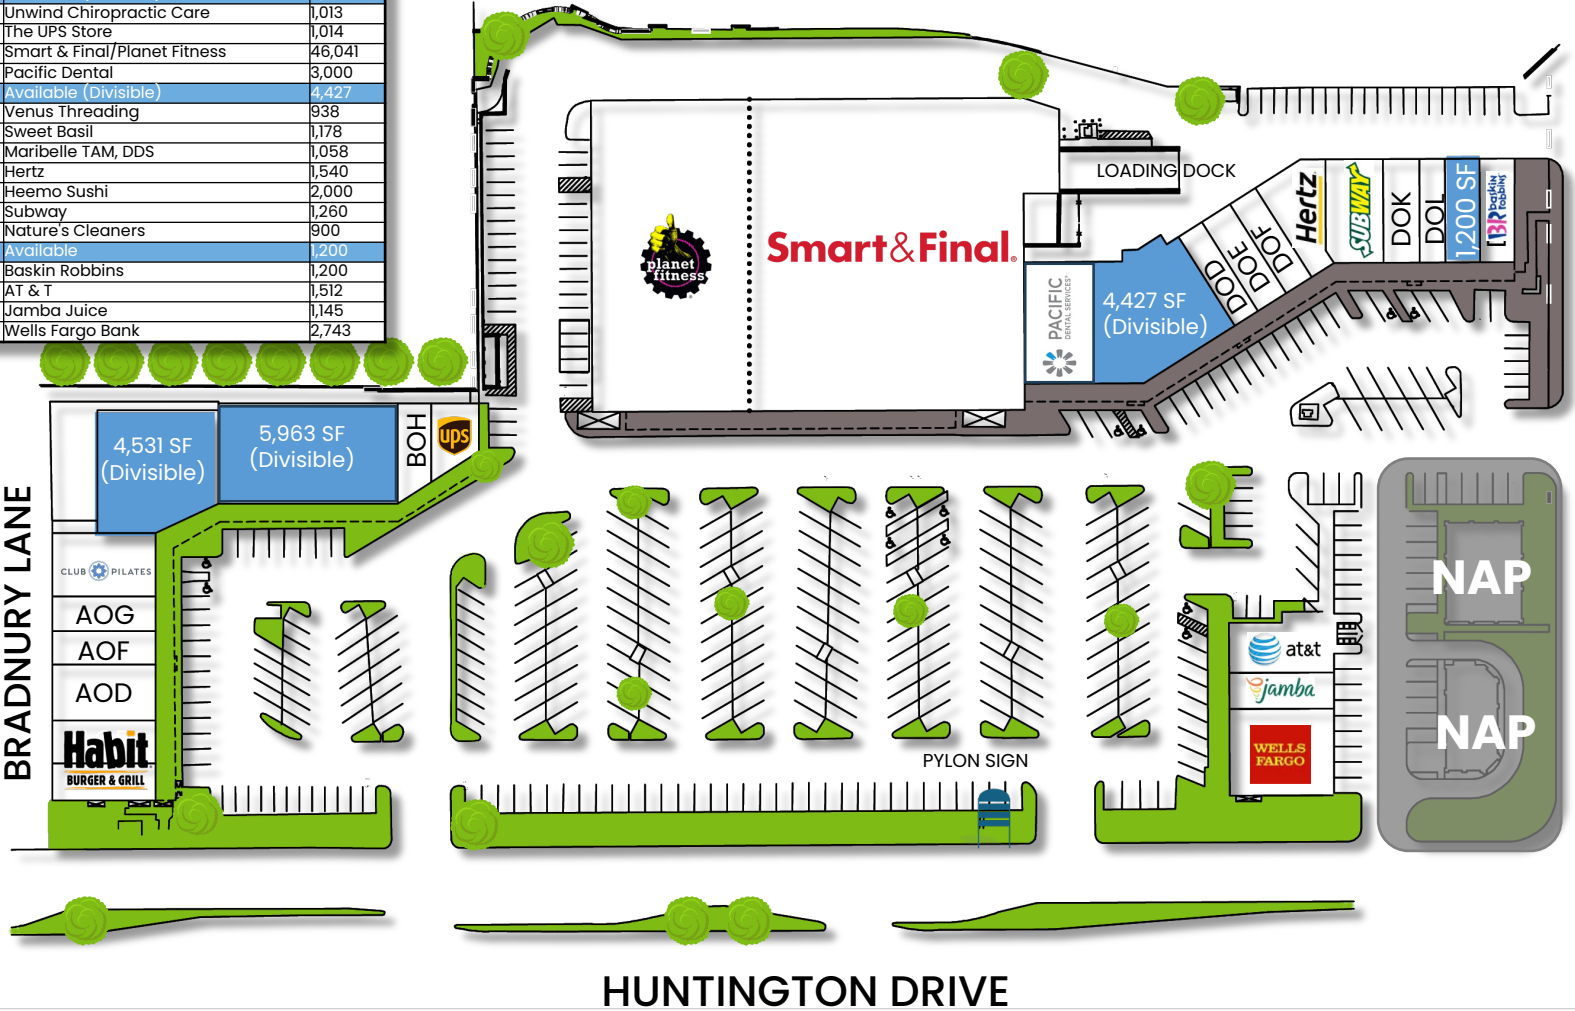 Unwind Chiropractic Care 1,013
The UPS Store 1,014
Smart & Final/Planet Fitness 46,041
Pacific Dental 3,000
Available (Divisible) 4,427
Venus Threading 938
Sweet Basil 1,178
Maribelle TAM, DDS 1,058
Hertz 1,540
Heemo Sushi 2,000
Subway 1,260
Nature's Cleaners 900
Available 1,200
Baskin Robbins 1,200
AT & T 1,512
Jamba Juice 1,145
Wells Fargo Bank 2,743
LOADING DOCK
planet
fitness
Smart&Final.
PACIFIC
DENTAL SERVICES
4,427 SF
(Divisible)
DOD
DOE
DOF
Hertz
SUBWAY
DOK
DOL
1,200 SF
BR baskin
robbins
4,531 SF
(Divisible)
5,963 SF
(Divisible)
BOH
ups
BRADNURY LANE
CLUB PILATES
AOG
AOF
AOD
Habit
BURGER & GRILL
at&t
jamba
WELLS
FARGO
NAP
NAP
PYLON SIGN
HUNTINGTON DRIVE